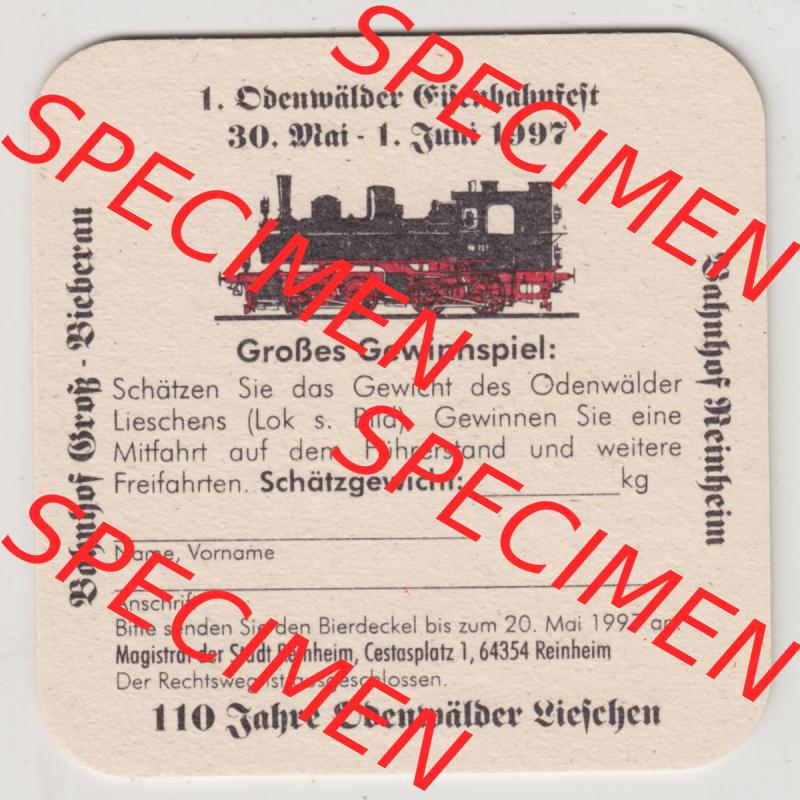 1. Odenwälder Eisenbahnfest
30. Mai - 1. Juni 1997
Bahnhof Groß - Bieberau
Bahnhof Reinheim
Großes Gewinnspiel:
Schätzen Sie das Gewicht des Odenwälder
Lieschens (Lok s. Bild). Gewinnen Sie eine
Mitfahrt auf dem Führerstand und weitere
Freifahrten. Schätzgewicht: __________kg
Name, Vorname
Anschrift
Bitte senden Sie den Bierdeckel bis zum 20. Mai 1997 an
Magistrat der Stadt Reinheim, Cestasplatz 1, 64354 Reinheim
Der Rechtsweg ist ausgeschlossen.
110 Jahre Odenwälder Lieschen
SPECIMEN
SPECIMEN
SPECIMEN
SPECIMEN
SPECIMEN